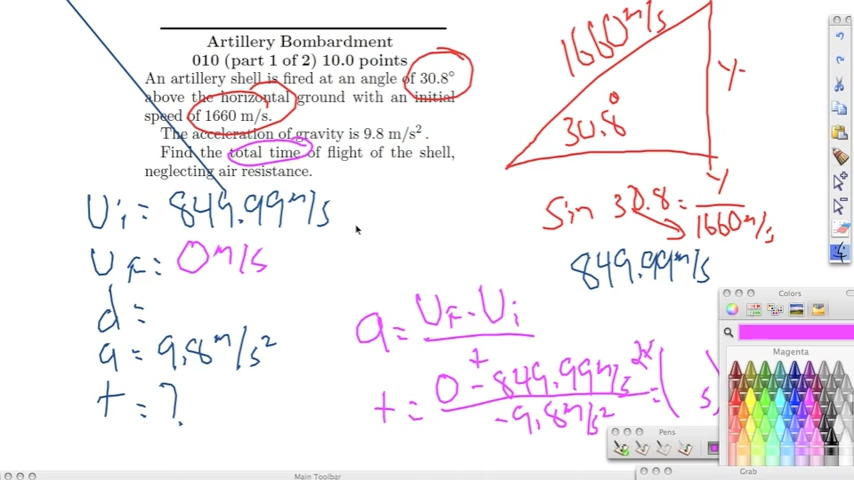 Artillery Bombardment
010 (part 1 of 2) 10.0 points
An artillery shell is fired at an angle of 30.8°
above the horizontal ground with an initial
speed of 1660 m/s.
The acceleration of gravity is 9.8 m/s².
Find the total time of flight of the shell,
neglecting air resistance.
1660 m/s
Y
30.8°
Sin 30.8 = Y / 1660 m/s
849.99 m/s
Ui = 849.99 m/s
UF = 0 m/s
d =
a = 9.8 m/s²
t = ?
a = UF - Ui / t
t = 0 - 849.99 m/s / -9.8 m/s² = (
Colors
Magenta
Pens
Main Toolbar
Grab